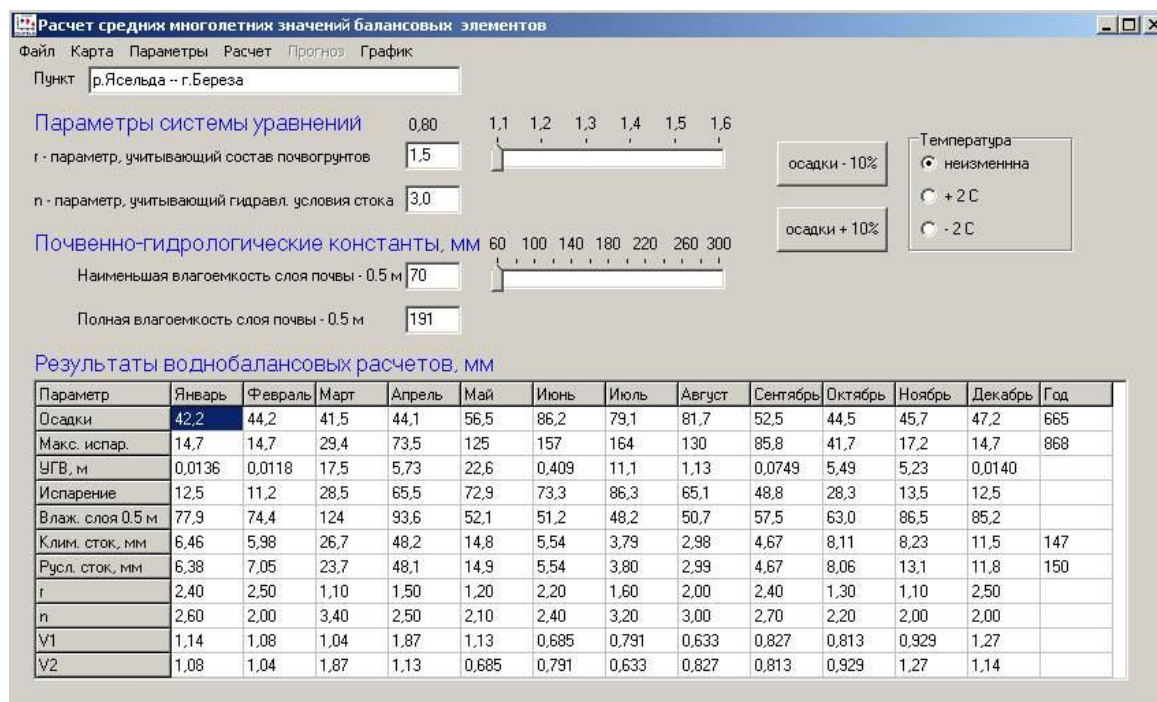 Расчет средних многолетних значений балансовых элементов
Файл Карта Параметры Расчет Прогноз График
Пункт р.Ясельда -- г.Береза
Параметры системы уравнений 0,80 1,1 1,2 1,3 1,4 1,5 1,6
r - параметр, учитывающий состав почвогрунтов 1,5
n - параметр, учитывающий гидравл. условия стока 3,0
осадки - 10%
осадки + 10%
Температура
неизменнна
+ 2 С
- 2 С
Почвенно-гидрологические константы, мм 60 100 140 180 220 260 300
Наименьшая влагоемкость слоя почвы - 0.5 м 70
Полная влагоемкость слоя почвы - 0.5 м 191
Результаты воднобалансовых расчетов, мм
Параметр Январь Февраль Март Апрель Май Июнь Июль Август Сентябрь Октябрь Ноябрь Декабрь Год
Осадки 42,2 44,2 41,5 44,1 56,5 86,2 79,1 81,7 52,5 44,5 45,7 47,2 665
Макс. испар. 14,7 14,7 29,4 73,5 125 157 164 130 85,8 41,7 17,2 14,7 868
УГВ, м 0,0136 0,0118 17,5 5,73 22,6 0,409 11,1 1,13 0,0749 5,49 5,23 0,0140
Испарение 12,5 11,2 28,5 65,5 72,9 73,3 86,3 65,1 48,8 28,3 13,5 12,5
Влаж. слоя 0.5 м 77,9 74,4 124 93,6 52,1 51,2 48,2 50,7 57,5 63,0 86,5 85,2
Клим. сток, мм 6,46 5,98 26,7 48,2 14,8 5,54 3,79 2,98 4,67 8,11 8,23 11,5 147
Русл. сток, мм 6,38 7,05 23,7 48,1 14,9 5,54 3,80 2,99 4,67 8,06 13,1 11,8 150
r 2,40 2,50 1,10 1,50 1,20 2,20 1,60 2,00 2,40 1,30 1,10 2,50
n 2,60 2,00 3,40 2,50 2,10 2,40 3,20 3,00 2,70 2,20 2,00 2,00
V1 1,14 1,08 1,04 1,87 1,13 0,685 0,791 0,633 0,827 0,813 0,929 1,27
V2 1,08 1,04 1,87 1,13 0,685 0,791 0,633 0,827 0,813 0,929 1,27 1,14